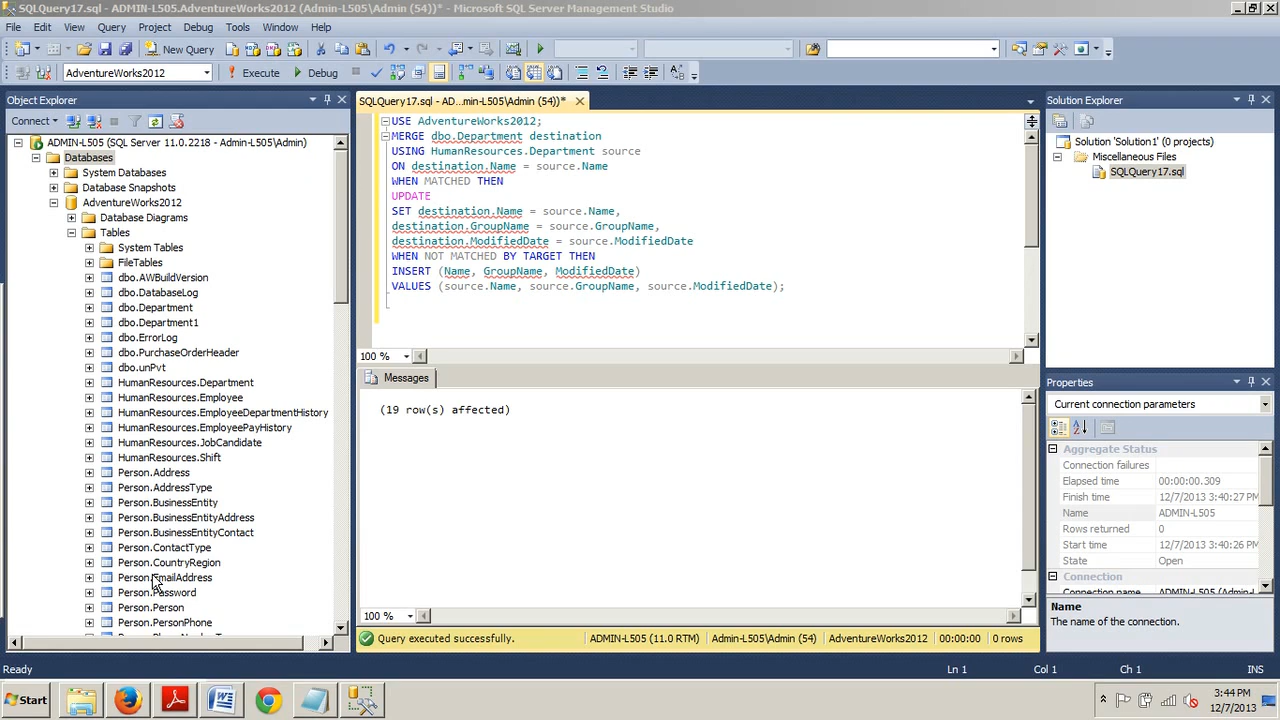 SQLQuery17.sql - ADMIN-L505.AdventureWorks2012 (Admin-L505\Admin (54))* - Microsoft SQL Server Management Studio
File Edit View Query Project Debug Tools Window Help
New Query
AdventureWorks2012 Execute Debug
Object Explorer
Connect
ADMIN-L505 (SQL Server 11.0.2218 - Admin-L505\Admin)
Databases
System Databases
Database Snapshots
AdventureWorks2012
Database Diagrams
Tables
System Tables
FileTables
dbo.AWBuildVersion
dbo.DatabaseLog
dbo.Department
dbo.Department1
dbo.ErrorLog
dbo.PurchaseOrderHeader
dbo.unPvt
HumanResources.Department
HumanResources.Employee
HumanResources.EmployeeDepartmentHistory
HumanResources.EmployeePayHistory
HumanResources.JobCandidate
HumanResources.Shift
Person.Address
Person.AddressType
Person.BusinessEntity
Person.BusinessEntityAddress
Person.BusinessEntityContact
Person.ContactType
Person.CountryRegion
Person.EmailAddress
Person.Password
Person.Person
Person.PersonPhone
SQLQuery17.sql - AD...min-L505\Admin (54))*
USE AdventureWorks2012;
MERGE dbo.Department destination
USING HumanResources.Department source
ON destination.Name = source.Name
WHEN MATCHED THEN
UPDATE
SET destination.Name = source.Name,
destination.GroupName = source.GroupName,
destination.ModifiedDate = source.ModifiedDate
WHEN NOT MATCHED BY TARGET THEN
INSERT (Name, GroupName, ModifiedDate)
VALUES (source.Name, source.GroupName, source.ModifiedDate);
100 %
Messages
(19 row(s) affected)
100 %
Query executed successfully. ADMIN-L505 (11.0 RTM) Admin-L505\Admin (54) AdventureWorks2012 00:00:00 0 rows
Solution Explorer
Solution 'Solution1' (0 projects)
Miscellaneous Files
SQLQuery17.sql
Properties
Current connection parameters
Aggregate Status
Connection failures
Elapsed time 00:00:00.309
Finish time 12/7/2013 3:40:27 PM
Name ADMIN-L505
Rows returned 0
Start time 12/7/2013 3:40:26 PM
State Open
Connection
Connection name ADMIN-L505 (Admin-L
Name
The name of the connection.
Ready Ln 1 Col 1 Ch 1 INS
Start 3:44 PM
12/7/2013